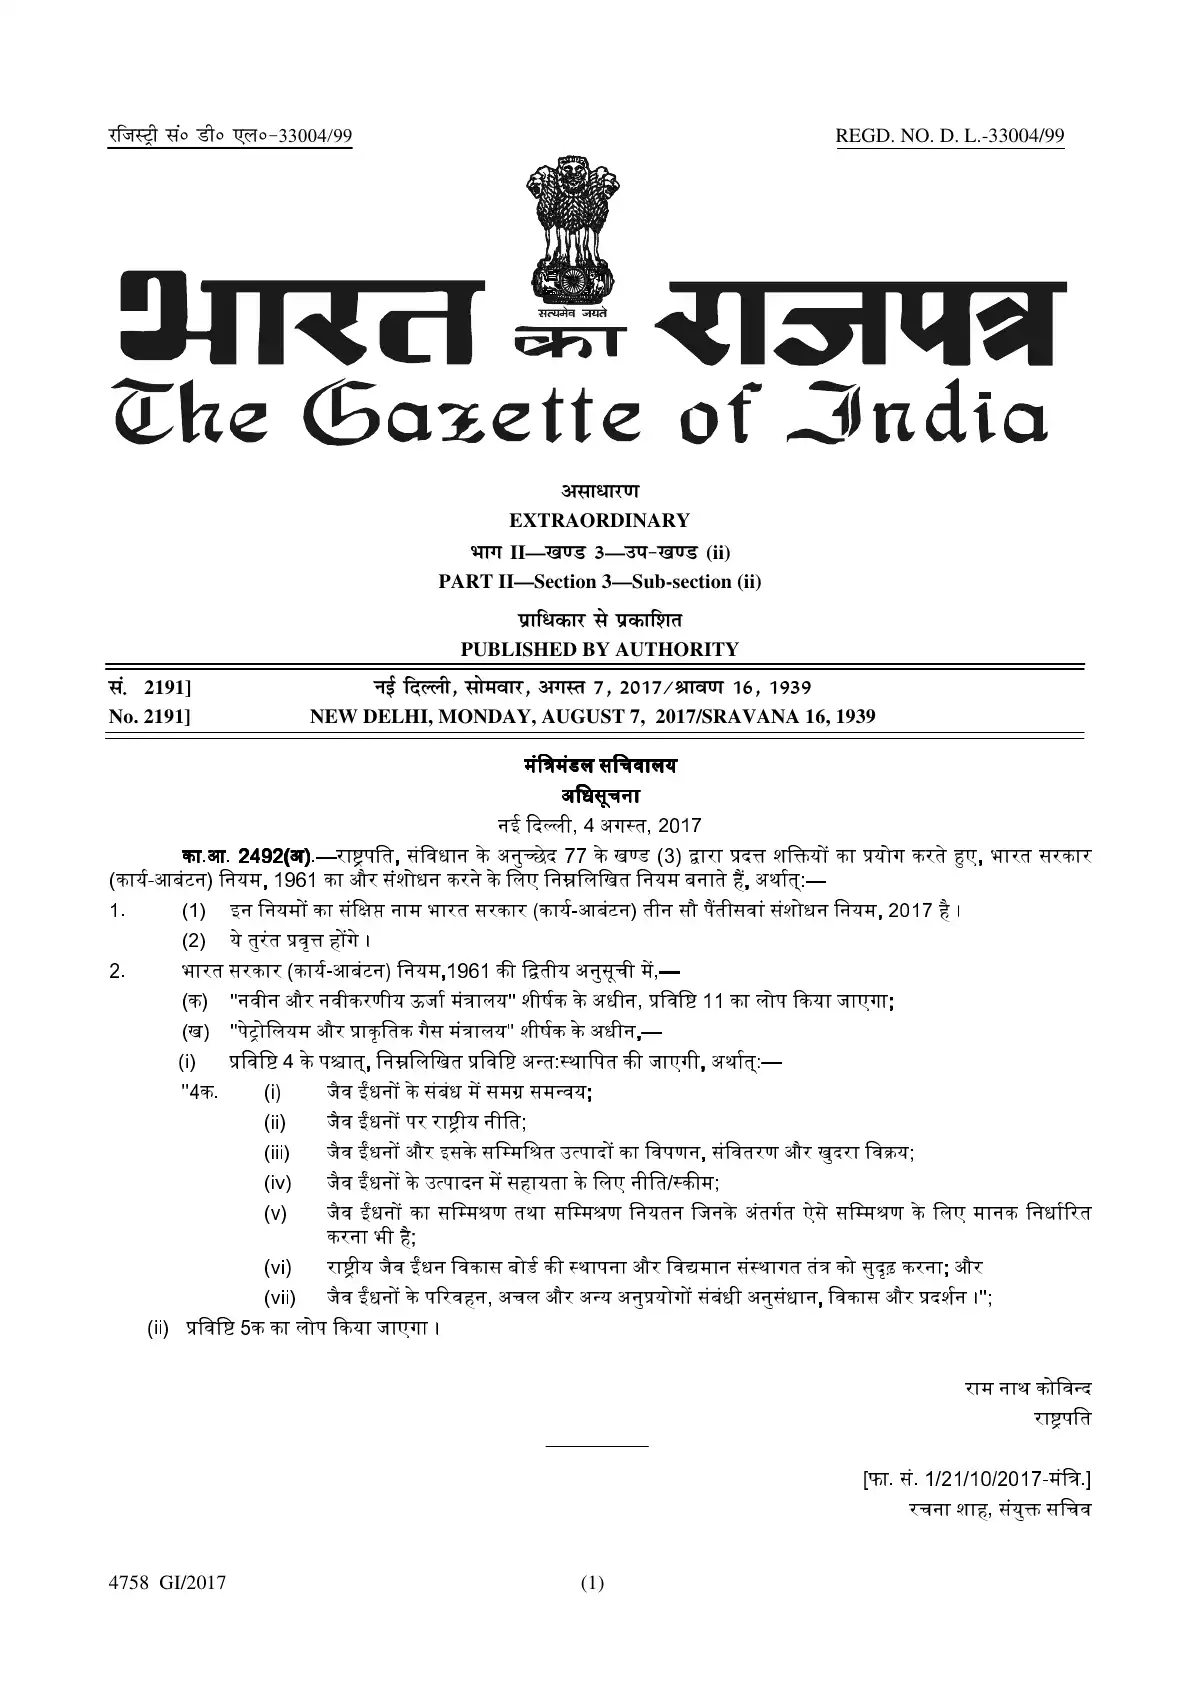 रजिस्ट्री सं० डी० एल०-33004/99
REGD. NO. D. L.-33004/99
सत्यमेव जयते
भारत का राजपत्र
The Gazette of India
असाधारण
EXTRAORDINARY
भाग II—खण्ड 3—उप-खण्ड (ii)
PART II—Section 3—Sub-section (ii)
प्राधिकार से प्रकाशित
PUBLISHED BY AUTHORITY
सं. 2191] नई दिल्ली, सोमवार, अगस्त 7, 2017/श्रावण 16, 1939
No. 2191] NEW DELHI, MONDAY, AUGUST 7, 2017/SRAVANA 16, 1939
मंत्रिमंडल सचिवालय
अधिसूचना
नई दिल्ली, 4 अगस्त, 2017
का.आ. 2492(अ).—राष्ट्रपति, संविधान के अनुच्छेद 77 के खण्ड (3) द्वारा प्रदत्त शक्तियों का प्रयोग करते हुए, भारत सरकार
(कार्य-आबंटन) नियम, 1961 का और संशोधन करने के लिए निम्नलिखित नियम बनाते हैं, अर्थात्:—
1. (1) इन नियमों का संक्षिप्त नाम भारत सरकार (कार्य-आबंटन) तीन सौ पैंतीसवां संशोधन नियम, 2017 है ।
(2) ये तुरंत प्रवृत्त होंगे ।
2. भारत सरकार (कार्य-आबंटन) नियम,1961 की द्वितीय अनुसूची में,—
(क) "नवीन और नवीकरणीय ऊर्जा मंत्रालय" शीर्षक के अधीन, प्रविष्टि 11 का लोप किया जाएगा;
(ख) "पेट्रोलियम और प्राकृतिक गैस मंत्रालय" शीर्षक के अधीन,—
(i) प्रविष्टि 4 के पश्चात्, निम्नलिखित प्रविष्टि अन्त:स्थापित की जाएगी, अर्थात्:—
"4क. (i) जैव ईंधनों के संबंध में समग्र समन्वय;
(ii) जैव ईंधनों पर राष्ट्रीय नीति;
(iii) जैव ईंधनों और इसके सम्मिश्रित उत्पादों का विपणन, संवितरण और खुदरा विक्रय;
(iv) जैव ईंधनों के उत्पादन में सहायता के लिए नीति/स्कीम;
(v) जैव ईंधनों का सम्मिश्रण तथा सम्मिश्रण नियतन जिनके अंतर्गत ऐसे सम्मिश्रण के लिए मानक निर्धारित
करना भी है;
(vi) राष्ट्रीय जैव ईंधन विकास बोर्ड की स्थापना और विद्यमान संस्थागत तंत्र को सुदृढ़ करना; और
(vii) जैव ईंधनों के परिवहन, अचल और अन्य अनुप्रयोगों संबंधी अनुसंधान, विकास और प्रदर्शन ।";
(ii) प्रविष्टि 5क का लोप किया जाएगा ।
राम नाथ कोविन्द
राष्ट्रपति
[फा. सं. 1/21/10/2017-मंत्रि.]
रचना शाह, संयुक्त सचिव
4758 GI/2017 (1)